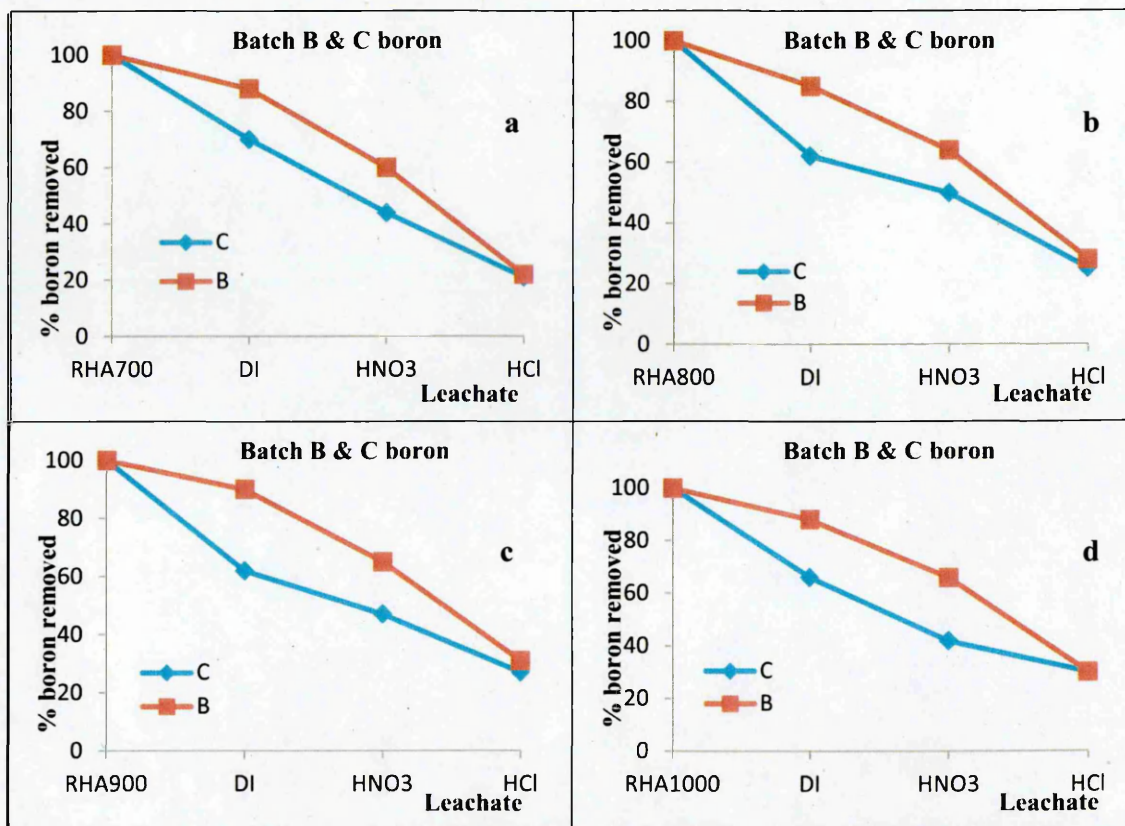 Batch B & C boron
a
% boron removed
100
80
60
40
20
0
C
B
RHA700 DI HNO3 HCl
Leachate
Batch B & C boron
b
% boron removed
100
80
60
40
20
0
C
B
RHA800 DI HNO3 HCl
Leachate
Batch B & C boron
c
% boron removed
100
80
60
40
20
0
C
B
RHA900 DI HNO3 HCl
Leachate
Batch B & C boron
d
% boron removed
100
80
60
40
20
0
C
B
RHA1000 DI HNO3 HCl
Leachate